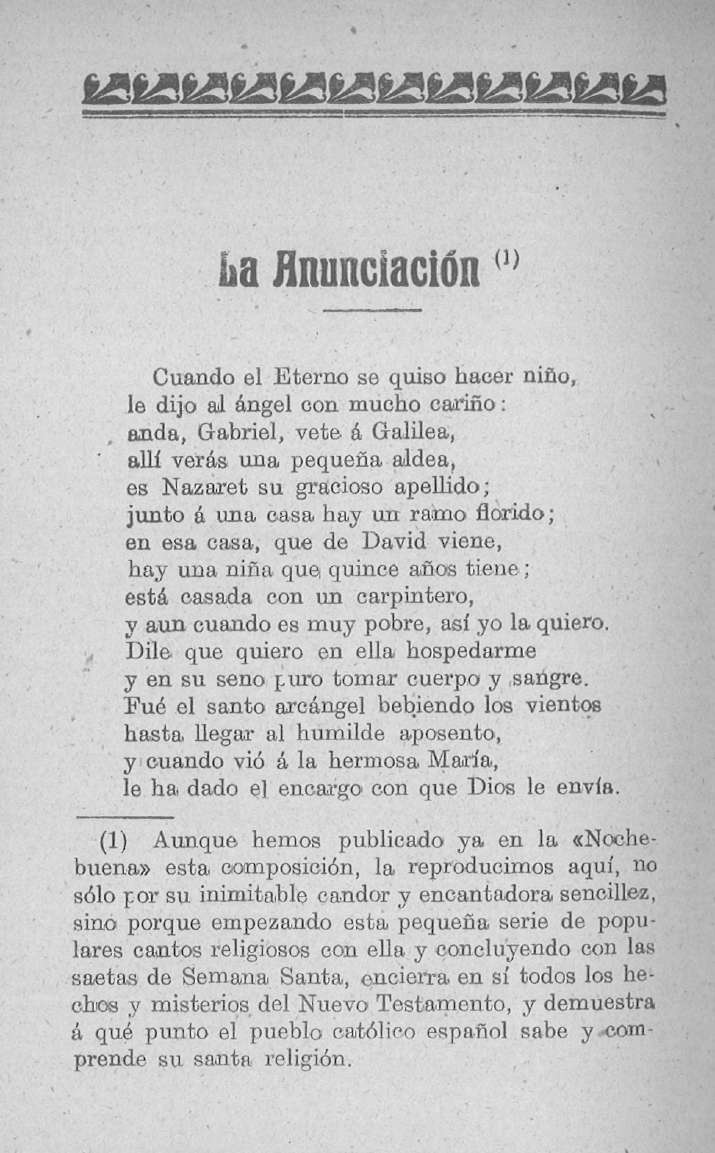 La Anunciación (1)
Cuando el Eterno se quiso hacer niño,
le dijo al ángel con mucho cariño:
anda, Gabriel, vete á Galilea,
allí verás una pequeña aldea,
es Nazaret su gracioso apellido;
junto á una casa hay un ramo florido;
en esa casa, que de David viene,
hay una niña que quince años tiene;
está casada con un carpintero,
y aun cuando es muy pobre, así yo la quiero.
Dile que quiero en ella hospedarme
y en su seno puro tomar cuerpo y sangre.
Fué el santo arcángel bebiendo los vientos
hasta llegar al humilde aposento,
y cuando vió á la hermosa María,
le ha dado el encargo con que Dios le envía.
(1) Aunque hemos publicado ya en la «Noche-
buena» esta composición, la reproducimos aquí, no
sólo por su inimitable candor y encantadora sencillez,
sino porque empezando esta pequeña serie de popu-
lares cantos religiosos con ella y concluyendo con las
saetas de Semana Santa, encierra en sí todos los he-
chos y misterios del Nuevo Testamento, y demuestra
á qué punto el pueblo católico español sabe y com-
prende su santa religión.